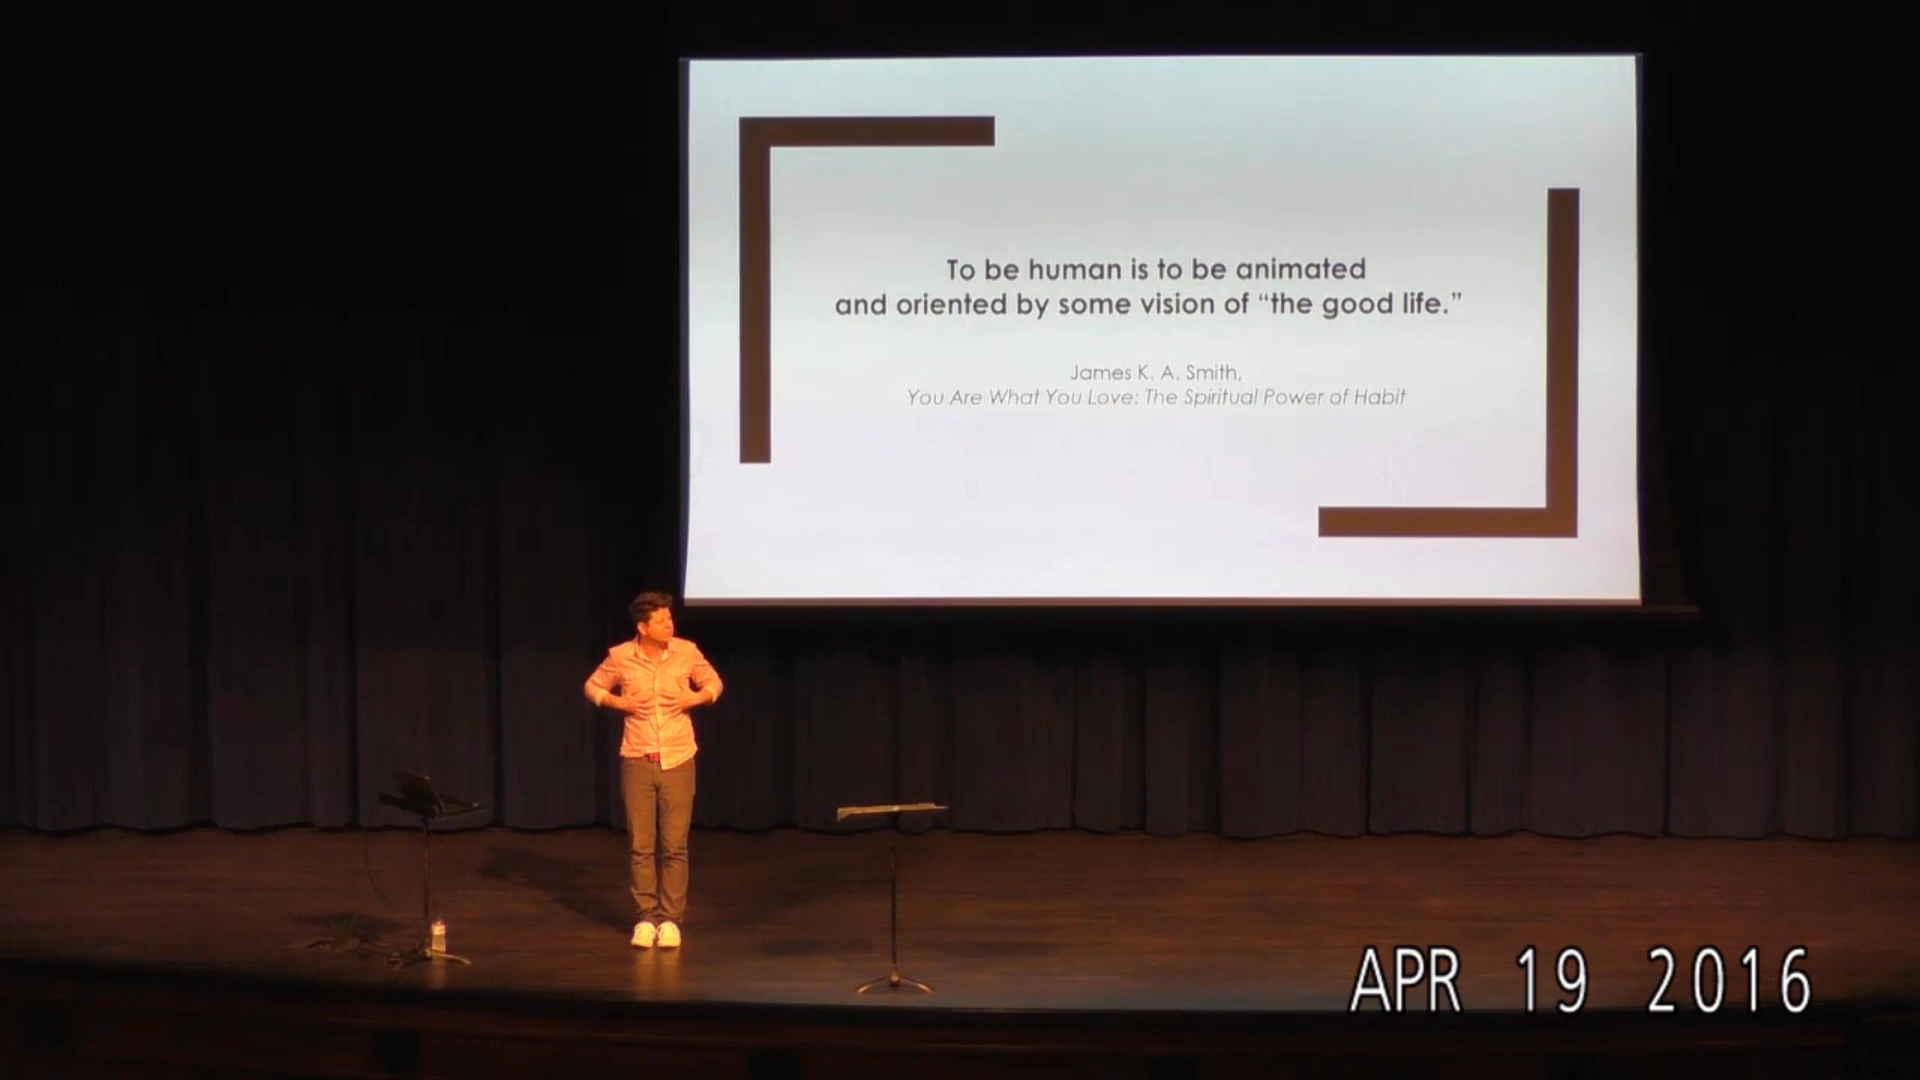 To be human is to be animated
and oriented by some vision of “the good life.”
James K. A. Smith,
You Are What You Love: The Spiritual Power of Habit
APR 19 2016